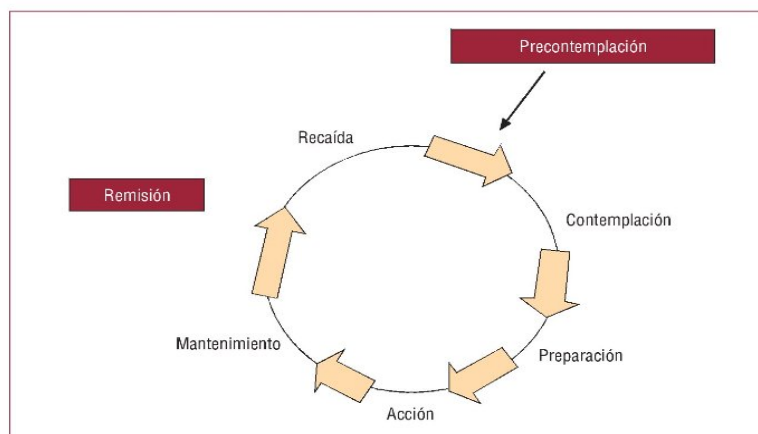 Precontemplación
Recaída
Remisión
Contemplación
Mantenimiento
Preparación
Acción